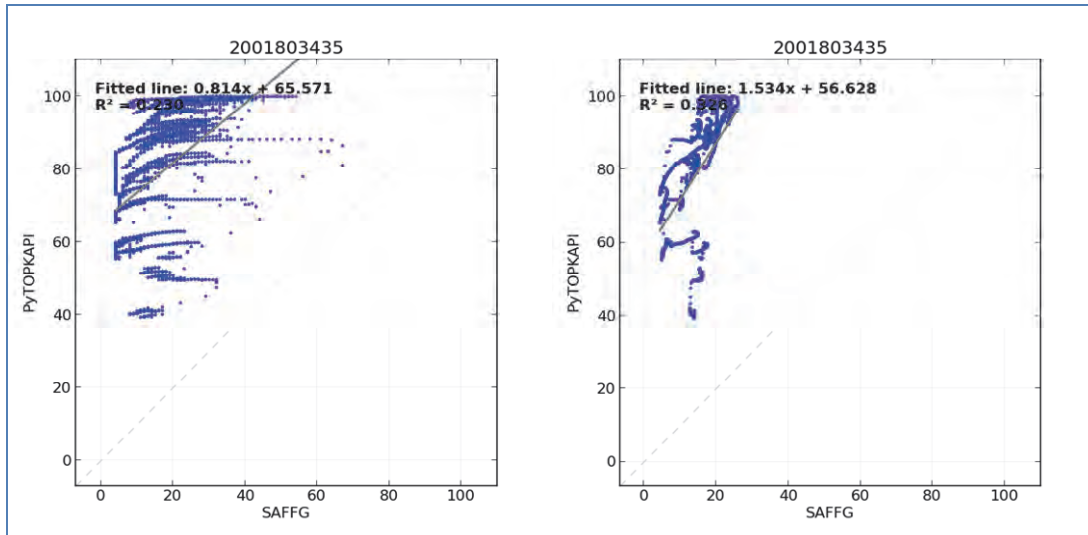 2001803435
Fitted line: 0.814x + 65.571
R² = 0.230
100
80
60
40
20
0
PyTOPKAPI
0 20 40 60 80 100
SAFFG
2001803435
Fitted line: 1.534x + 56.628
R² = 0.326
100
80
60
40
20
0
PyTOPKAPI
0 20 40 60 80 100
SAFFG